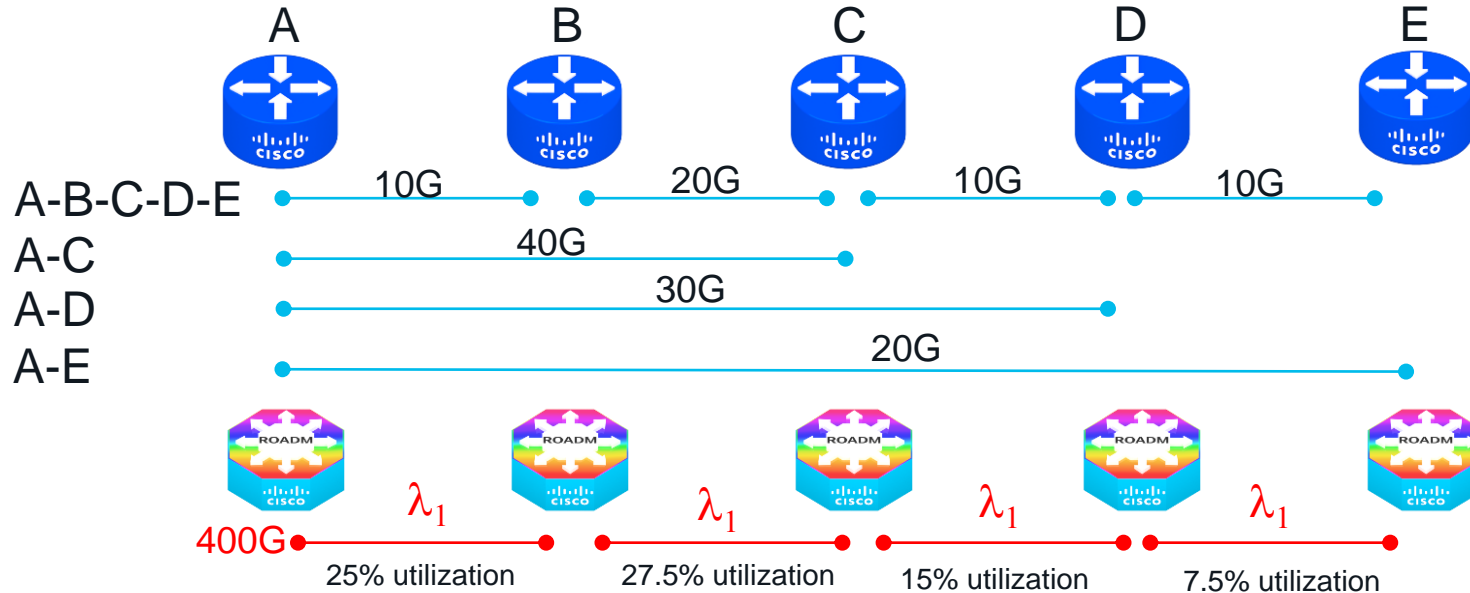 A B C D E
CISCO CISCO CISCO CISCO CISCO
A-B-C-D-E 10G 20G 10G 10G
A-C 40G
A-D 30G
A-E 20G
ROADM ROADM ROADM ROADM ROADM
CISCO CISCO CISCO CISCO CISCO
λ1 λ1 λ1 λ1
400G
25% utilization 27.5% utilization 15% utilization 7.5% utilization